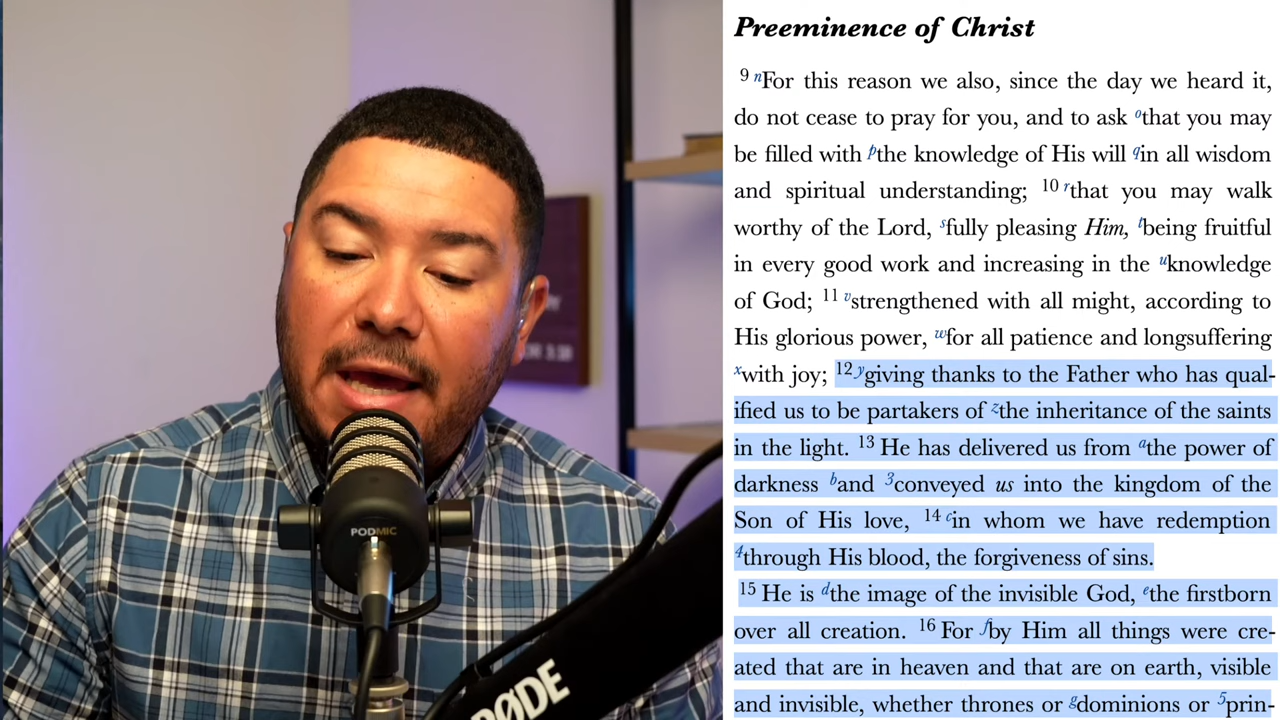 Preeminence of Christ
9 nFor this reason we also, since the day we heard it,
do not cease to pray for you, and to ask othat you may
be filled with pthe knowledge of His will qin all wisdom
and spiritual understanding; 10 rthat you may walk
worthy of the Lord, sfully pleasing Him, tbeing fruitful
in every good work and increasing in the uknowledge
of God; 11 vstrengthened with all might, according to
His glorious power, wfor all patience and longsuffering
xwith joy; 12 ygiving thanks to the Father who has qual-
ified us to be partakers of zthe inheritance of the saints
in the light. 13 He has delivered us from athe power of
darkness band 3conveyed us into the kingdom of the
Son of His love, 14 cin whom we have redemption
4through His blood, the forgiveness of sins.
15 He is dthe image of the invisible God, ethe firstborn
over all creation. 16 For fby Him all things were cre-
ated that are in heaven and that are on earth, visible
and invisible, whether thrones or gdominions or 5prin-
PODMIC
RØDE
3:30